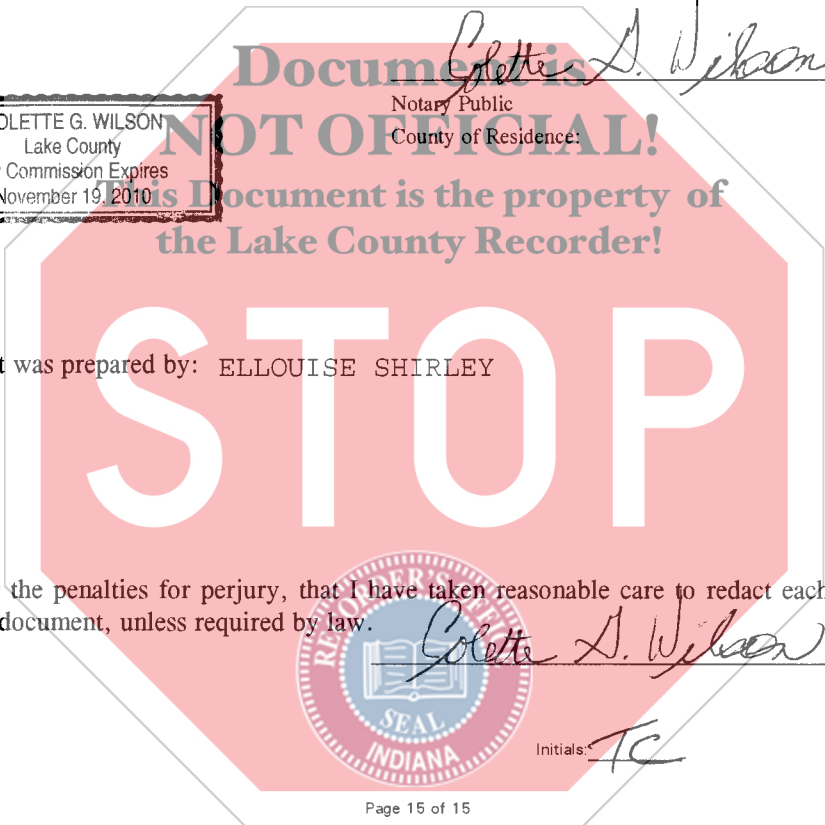 Colette G. Wilson
Document is
Notary Public
NOT OFFICIAL!
County of Residence:
OLETTE G. WILSON
Lake County
Commission Expires
November 19, 2010
This Document is the property of
the Lake County Recorder!
STOP
t was prepared by: ELLOUISE SHIRLEY
the penalties for perjury, that I have taken reasonable care to redact each
document, unless required by law.
Colette G. Wilson
RECORDER'S OFFICE
SEAL
INDIANA
Initials: TC
Page 15 of 15